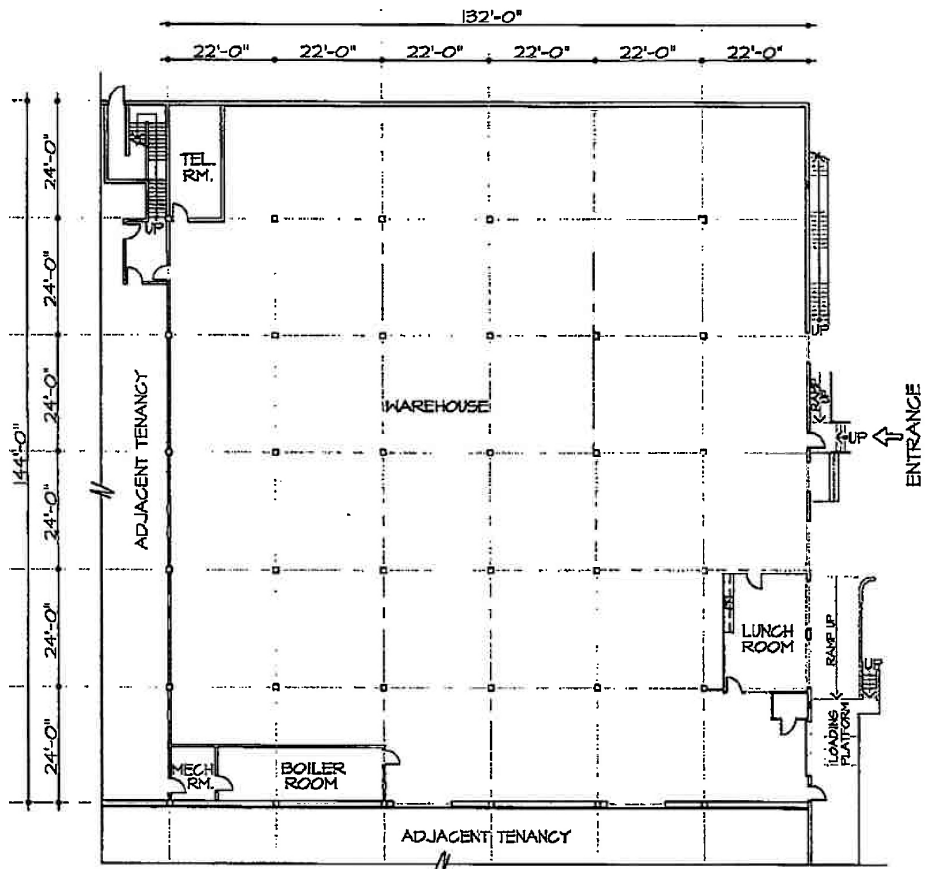 132'-0"
22'-0" 22'-0" 22'-0" 22'-0" 22'-0" 22'-0"
144'-0"
24'-0"
24'-0"
24'-0"
24'-0"
24'-0"
24'-0"
TEL.
RM.
UP
UP
ADJACENT TENANCY
WAREHOUSE
RAMP
UP
UP
ENTRANCE
LUNCH
ROOM
RAMP UP
UP
LOADING
PLATFORM
MECH
RM.
BOILER
ROOM
ADJACENT TENANCY